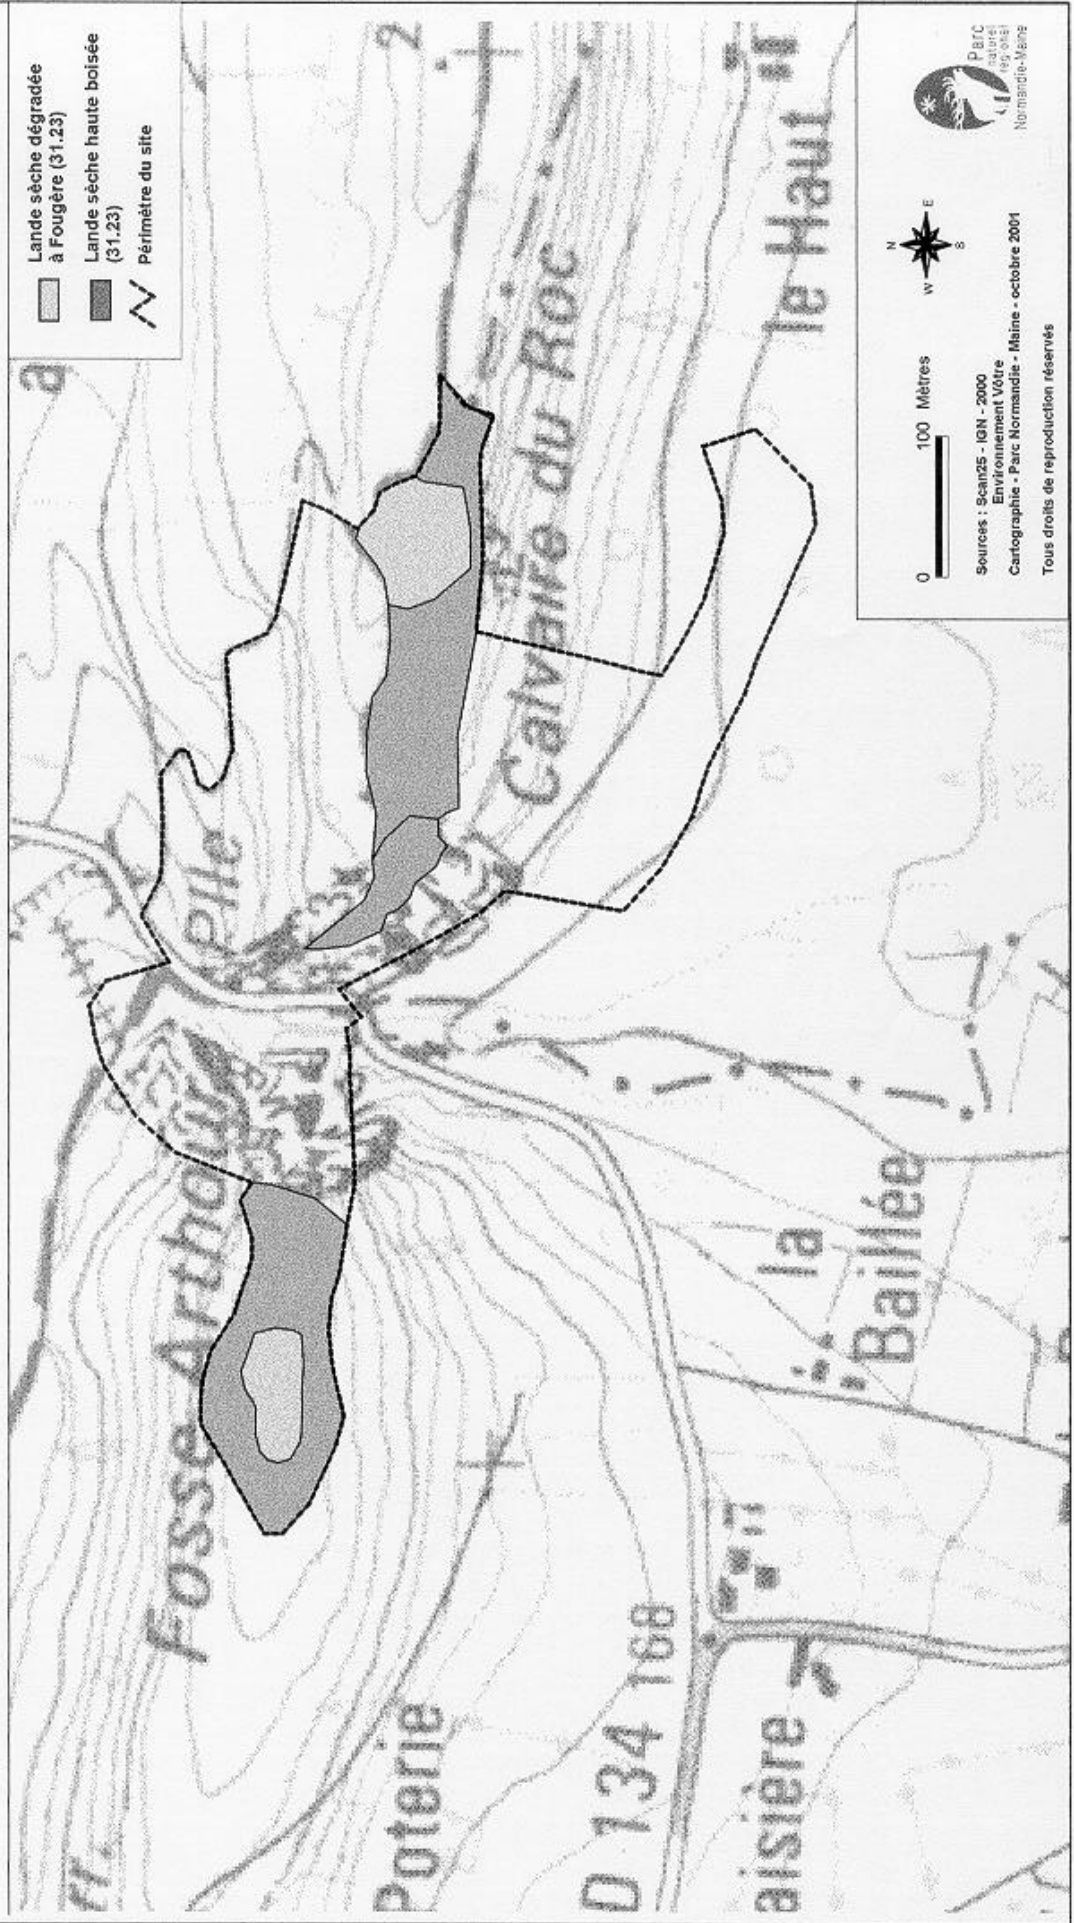 Lande sèche dégradée
à Fougère (31.23)
Lande sèche haute boisée
(31.23)
Périmètre du site
a
2
Pite
Fosse Arthour
Calvaire du Roc
le Haut
Poterie
D 134
168
la
Baillée
aisière
N
W
E
S
0
100 Mètres
Sources : Scan25 - IGN - 2000
Environnement Vôtre
Cartographie - Parc Normandie - Maine - octobre 2001
Tous droits de reproduction réservés
Parc
naturel
régional
Normandie-Maine